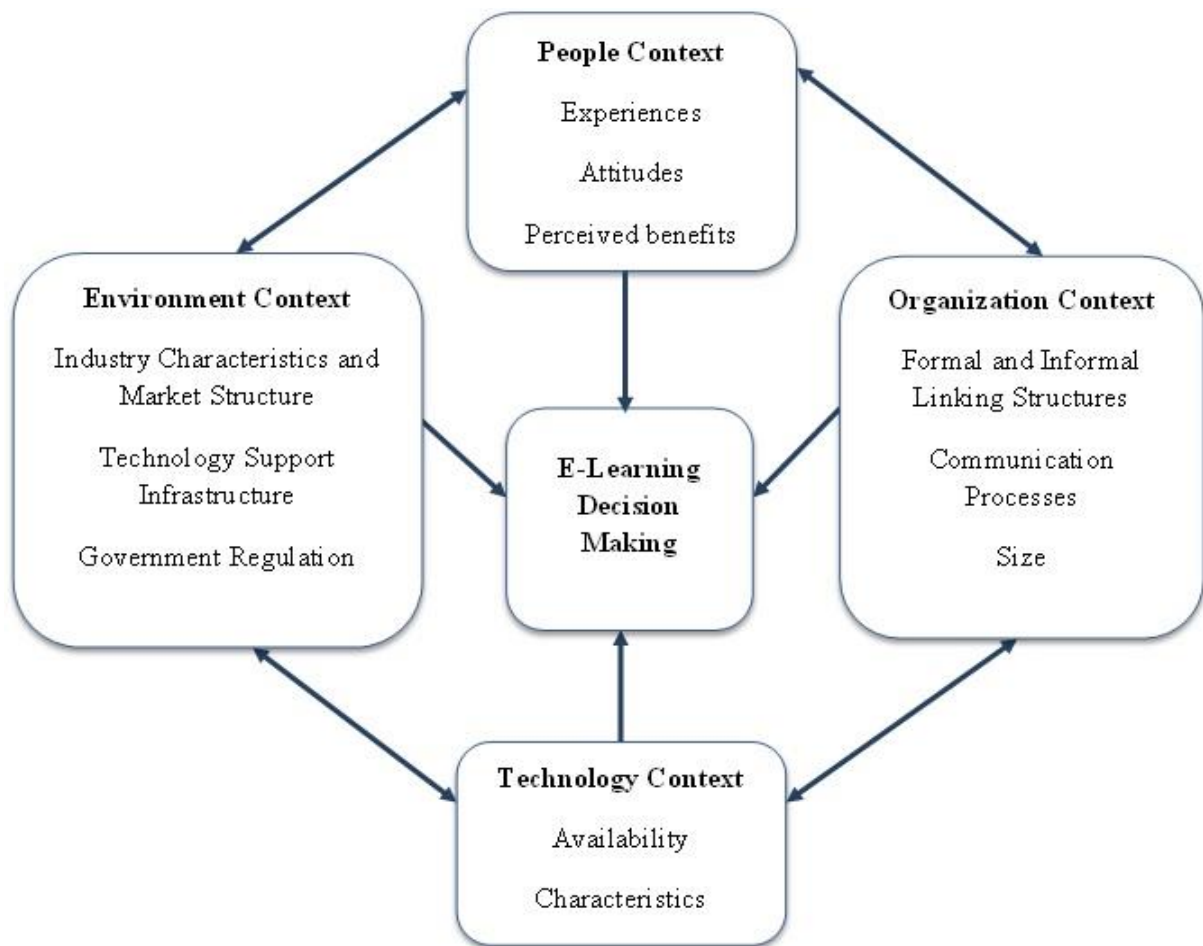 People Context
Experiences
Attitudes
Perceived benefits
Environment Context
Industry Characteristics and
Market Structure
Technology Support
Infrastructure
Government Regulation
E-Learning
Decision
Making
Organization Context
Formal and Informal
Linking Structures
Communication
Processes
Size
Technology Context
Availability
Characteristics